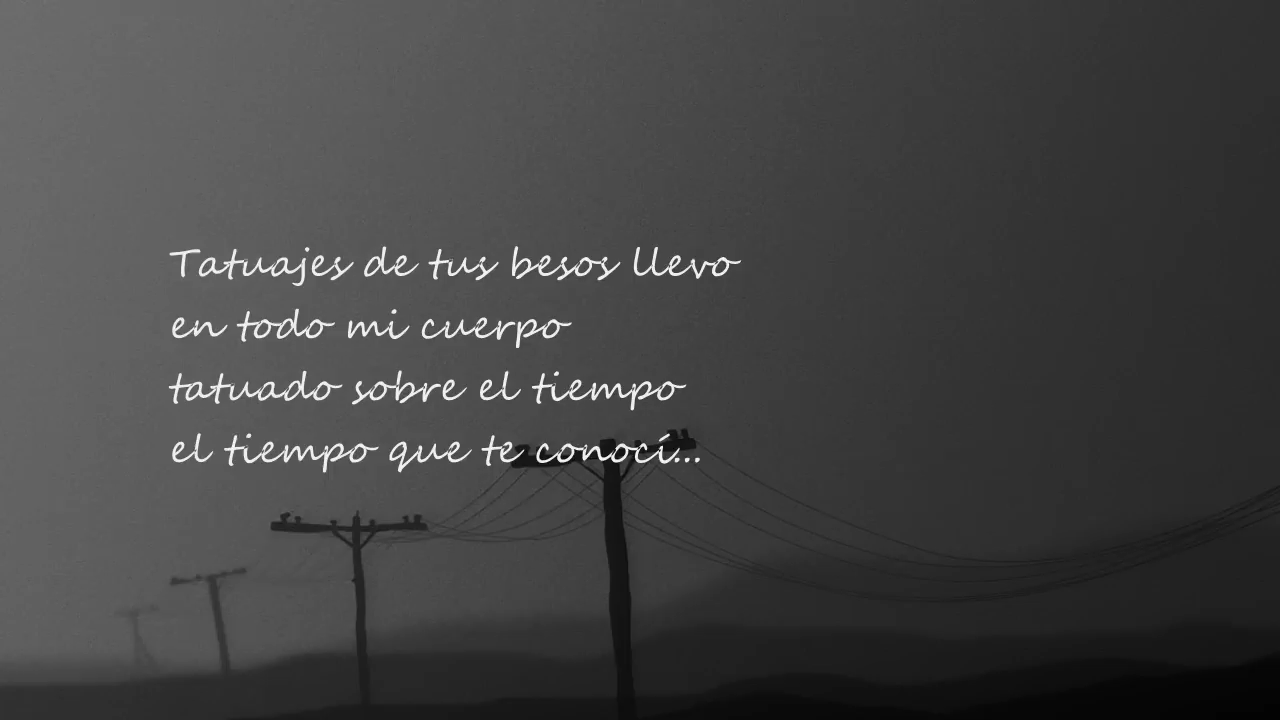 Tatuajes de tus besos llevo
en todo mi cuerpo
tatuado sobre el tiempo
el tiempo que te conocí...